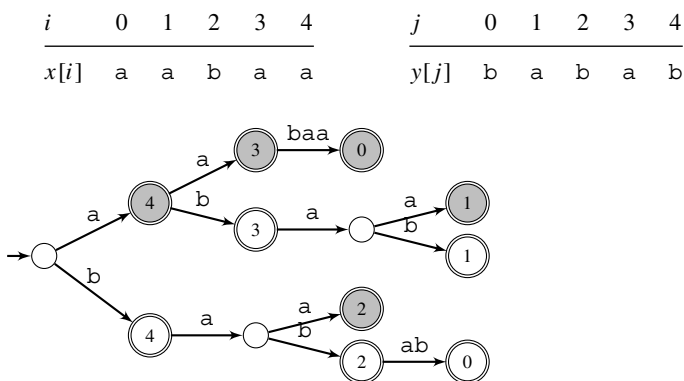 i 0 1 2 3 4 j 0 1 2 3 4
x[i] a a b a a y[j] b a b a b
baa
3 0
a
4 b a
a 3 a 1
b
1
b
a 2
4 a b ab
2 0